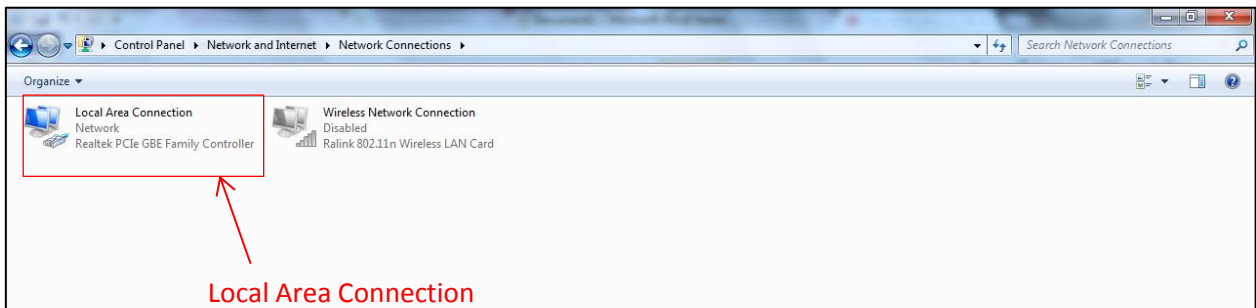 Control Panel Network and Internet Network Connections
Search Network Connections
Organize
Local Area Connection
Network
Realtek PCIe GBE Family Controller
Wireless Network Connection
Disabled
Ralink 802.11n Wireless LAN Card
Local Area Connection